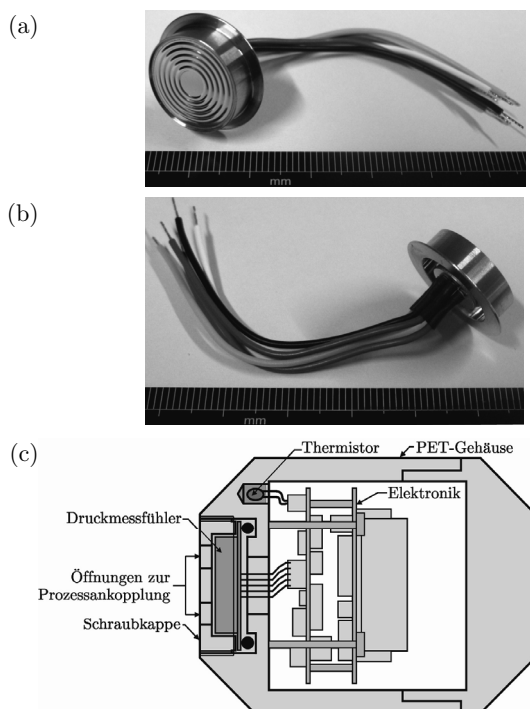 (a)
mm
(b)
mm
(c)
Thermistor
PET-Gehäuse
Elektronik
Druckmessfühler
Öffnungen zur
Prozessankopplung
Schraubkappe